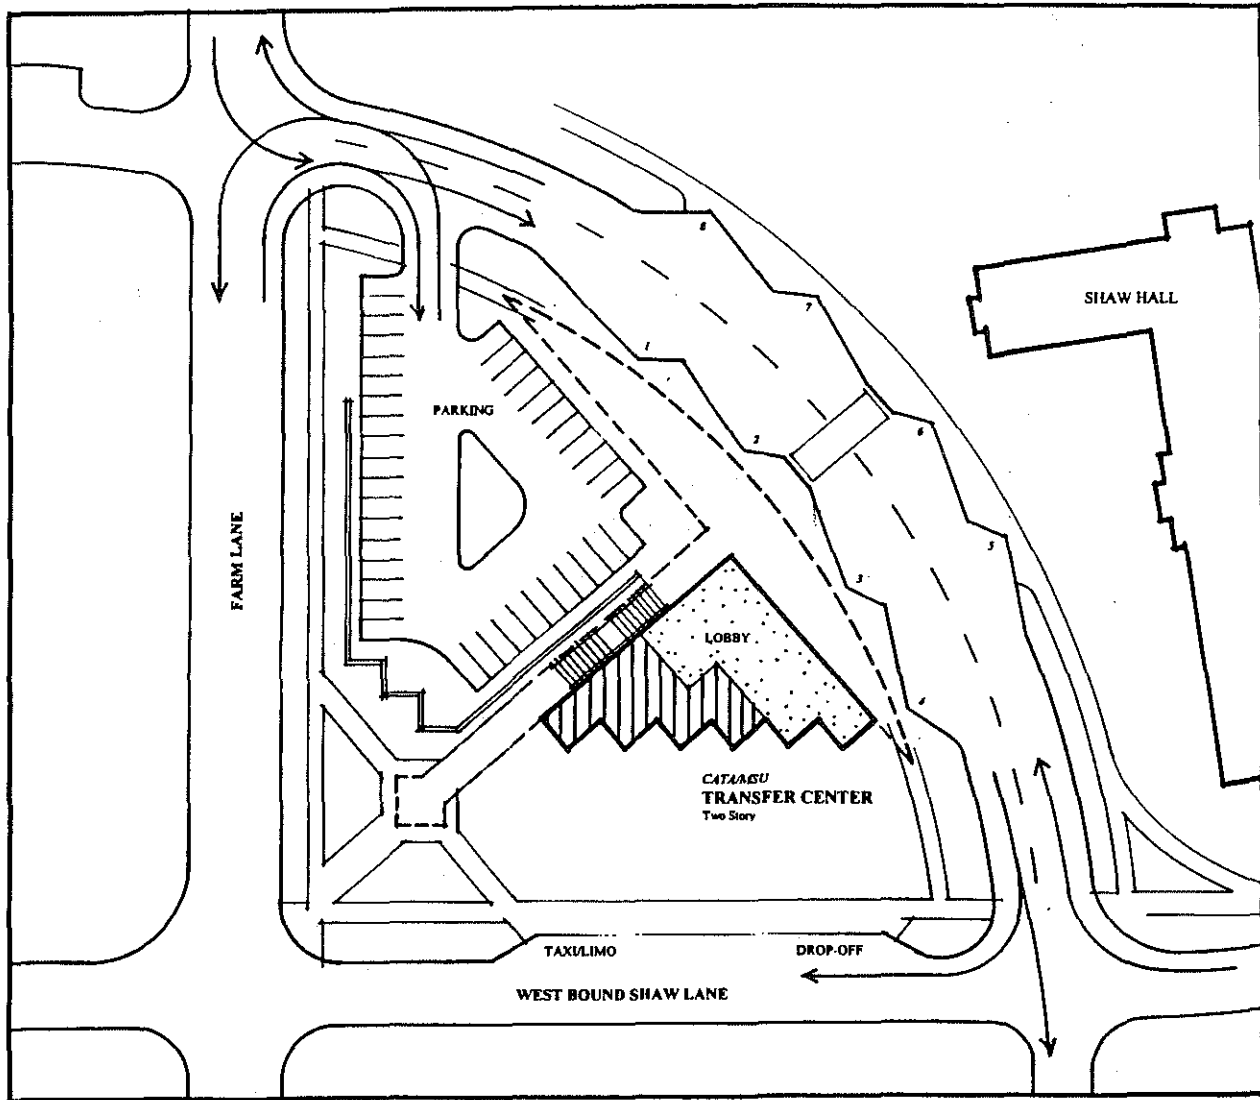 8
7
SHAW HALL
1
PARKING
2
6
FARM LANE
5
3
LOBBY
4
CATA/MSU
TRANSFER CENTER
Two Story
TAXI/LIMO
DROP-OFF
WEST BOUND SHAW LANE